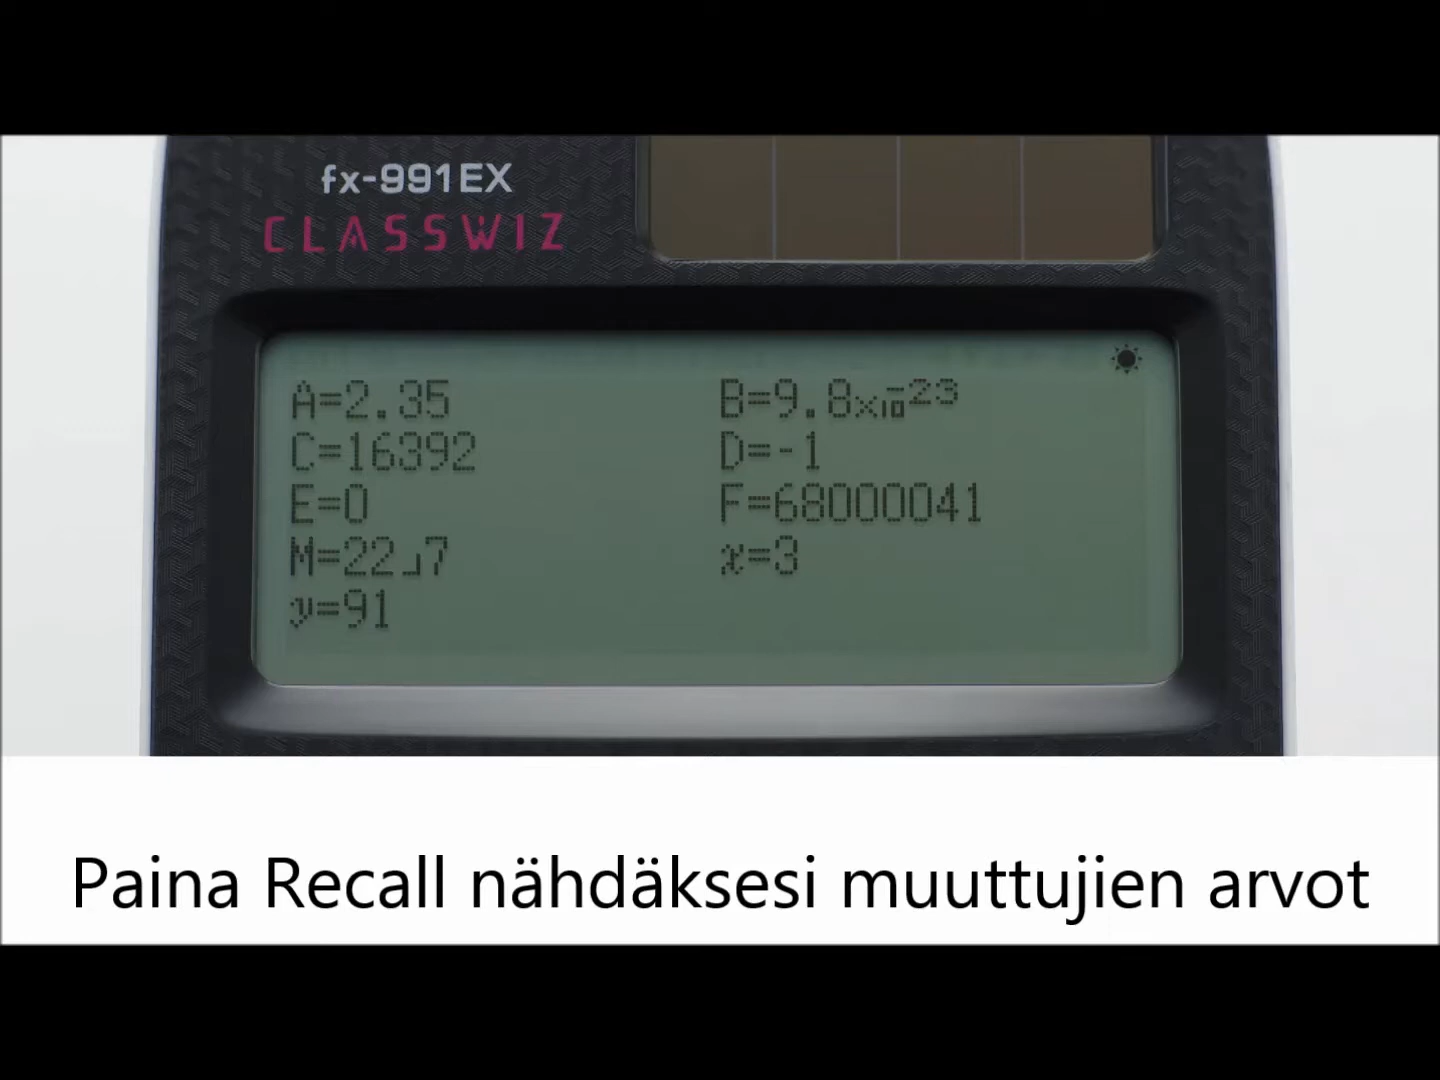 fx-991EX
CLASSWIZ
A=2.35 B=9.8×10⁻²³
C=16392 D=-1
E=0 F=68000041
M=22⌟7 x=3
y=91
Paina Recall nähdäksesi muuttujien arvot